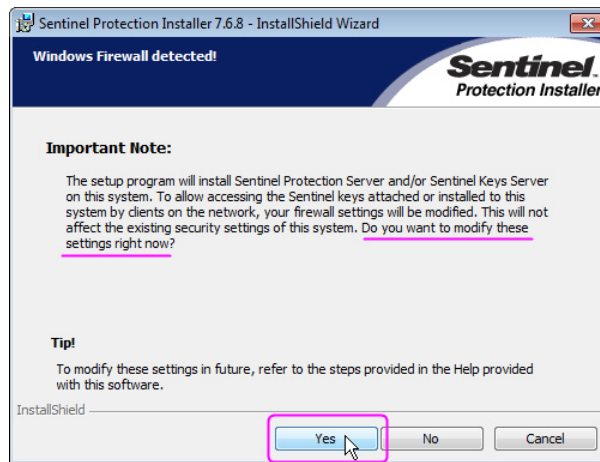 Sentinel Protection Installer 7.6.8 - InstallShield Wizard
Windows Firewall detected!
Sentinel.
Protection Installer
Important Note:
The setup program will install Sentinel Protection Server and/or Sentinel Keys Server
on this system. To allow accessing the Sentinel keys attached or installed to this
system by clients on the network, your firewall settings will be modified. This will not
affect the existing security settings of this system. Do you want to modify these
settings right now?
Tip!
To modify these settings in future, refer to the steps provided in the Help provided
with this software.
InstallShield
Yes
No
Cancel